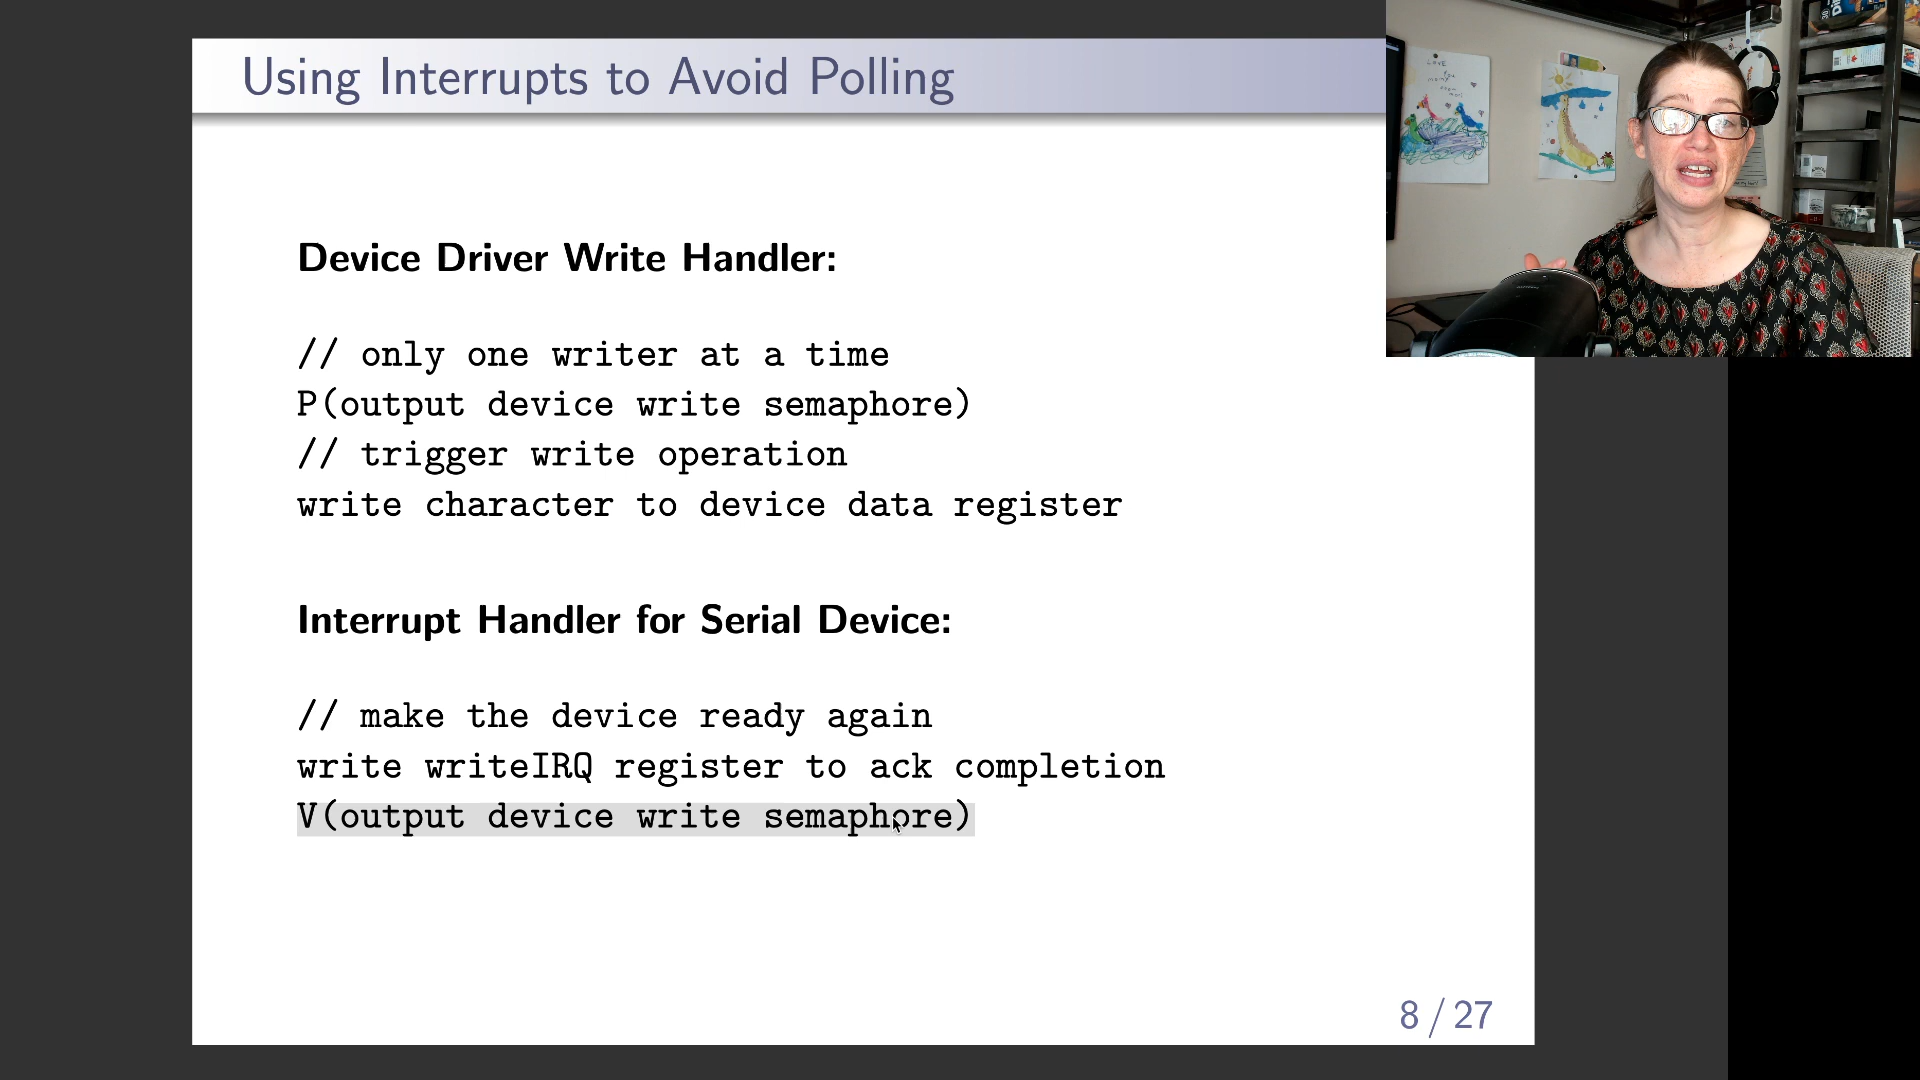 Using Interrupts to Avoid Polling
Device Driver Write Handler:
// only one writer at a time
P(output device write semaphore)
// trigger write operation
write character to device data register
Interrupt Handler for Serial Device:
// make the device ready again
write writeIRQ register to ack completion
V(output device write semaphore)
8 / 27
LOVE